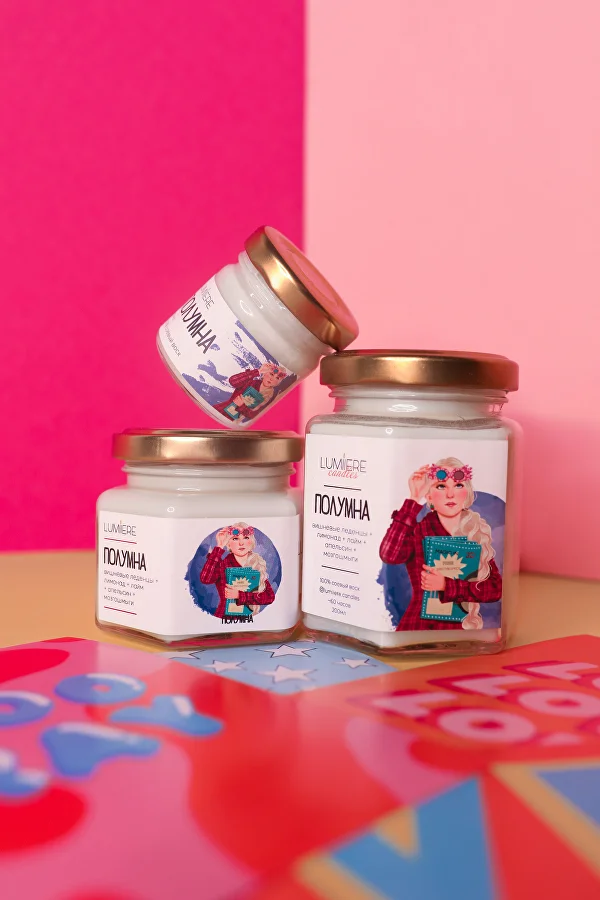 LUMIERE
ПОЛУМНА
LUMIERE
ПОЛУМНА
вишневые леденцы +
лимонад + лайм
+ апельсин +
мозгошмыги
ПОЛУМНА
LUMIERE
candles
ПОЛУМНА
вишневые леденцы +
лимонад + лайм +
апельсин +
мозгошмыги
100% соевый воск
@lumiere.candles
~60 часов
200мл